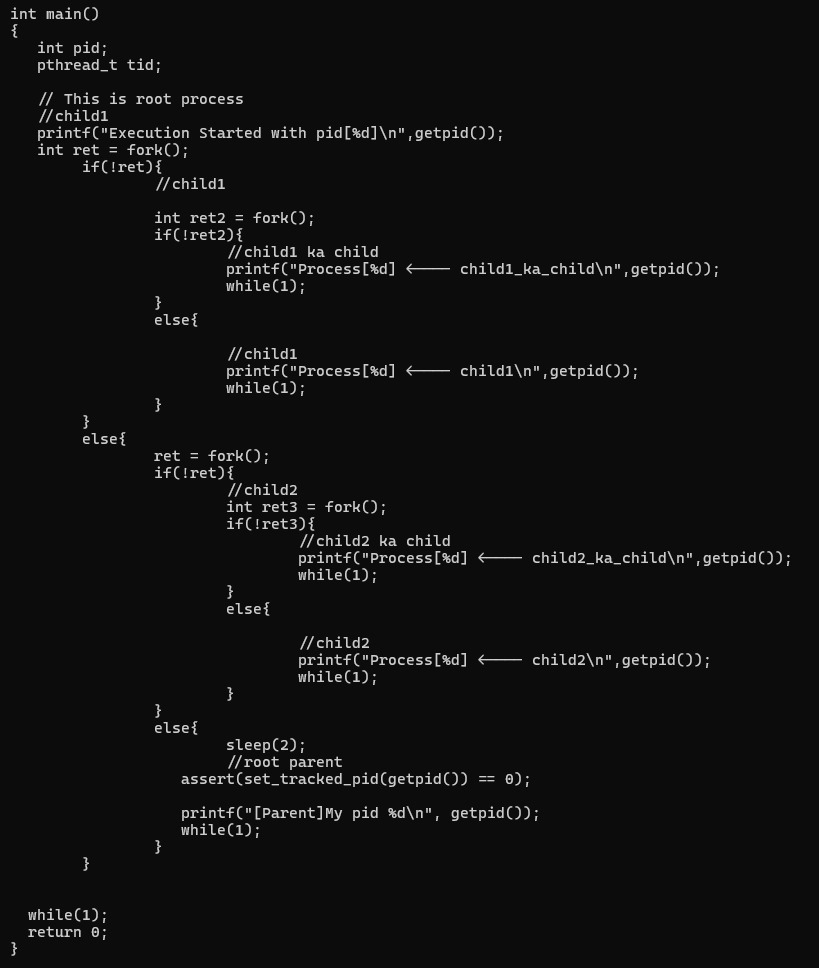 int main()
{
   int pid;
   pthread_t tid;

   // This is root process
   //child1
   printf("Execution Started with pid[%d]\n",getpid());
   int ret = fork();
        if(!ret){
                //child1

                int ret2 = fork();
                if(!ret2){
                        //child1 ka child
                        printf("Process[%d] <---- child1_ka_child\n",getpid());
                        while(1);
                }
                else{

                        //child1
                        printf("Process[%d] <---- child1\n",getpid());
                        while(1);
                }
        }
        else{
                ret = fork();
                if(!ret){
                        //child2
                        int ret3 = fork();
                        if(!ret3){
                                //child2 ka child
                                printf("Process[%d] <---- child2_ka_child\n",getpid());
                                while(1);
                        }
                        else{

                                //child2
                                printf("Process[%d] <---- child2\n",getpid());
                                while(1);
                        }
                }
                else{
                        sleep(2);
                        //root parent
                   assert(set_tracked_pid(getpid()) == 0);

                   printf("[Parent]My pid %d\n", getpid());
                   while(1);
                }
        }


  while(1);
  return 0;
}